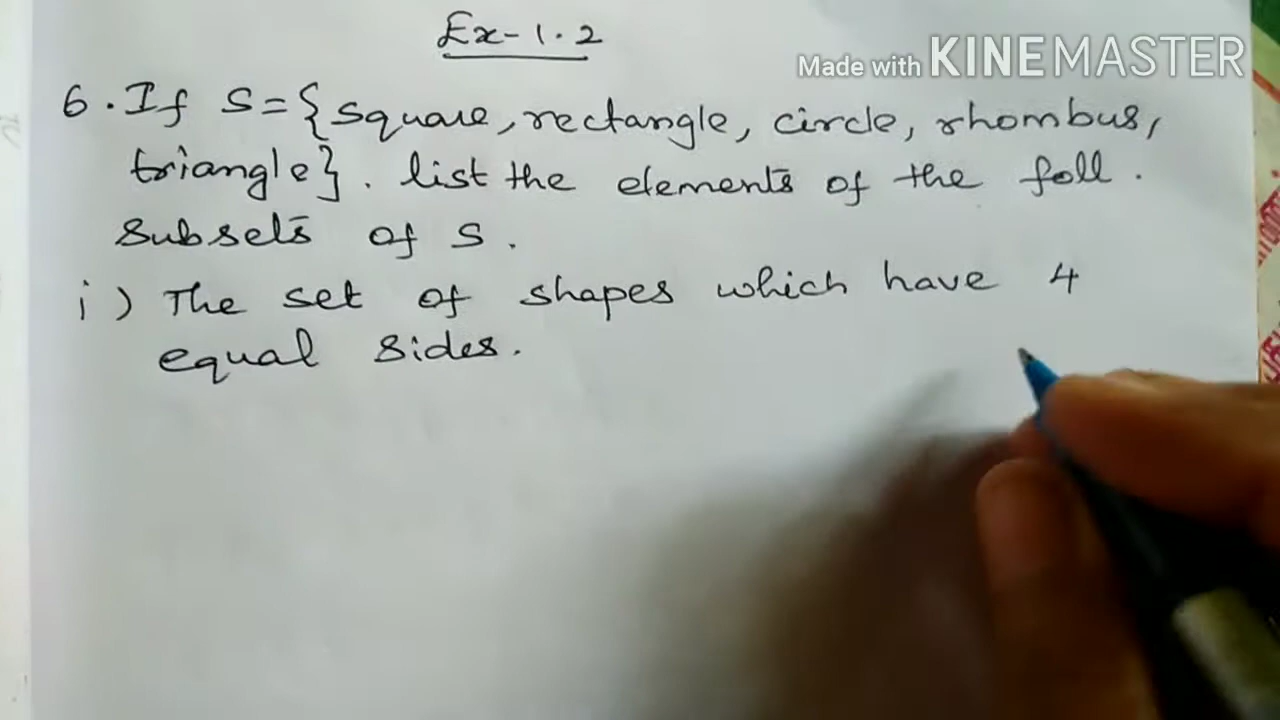 Ex-1.2
Made with KINEMASTER
6. If S={square, rectangle, circle, rhombus,
triangle}. list the elements of the foll.
subsets of S.
i) The set of shapes which have 4
equal sides.